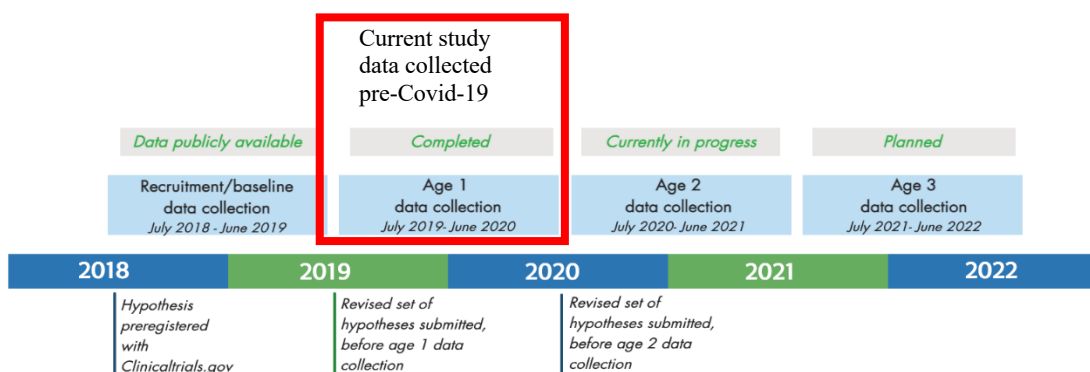 Current study
data collected
pre-Covid-19
Data publicly available
Completed
Currently in progress
Planned
Recruitment/baseline
data collection
July 2018 - June 2019
Age 1
data collection
July 2019- June 2020
Age 2
data collection
July 2020- June 2021
Age 3
data collection
July 2021- June 2022
2018
2019
2020
2021
2022
Hypothesis
preregistered
with
Clinicaltrials.gov
Revised set of
hypotheses submitted,
before age 1 data
collection
Revised set of
hypotheses submitted,
before age 2 data
collection